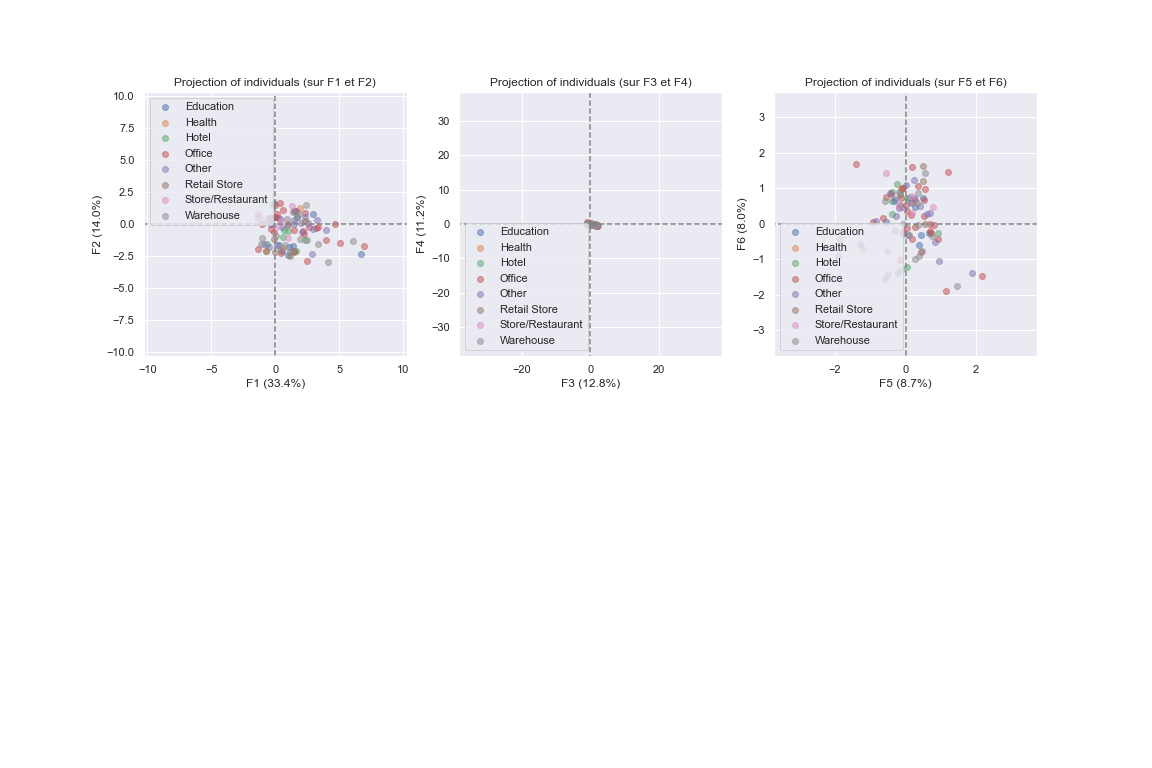 Projection of individuals (sur F1 et F2)
10.0
7.5
5.0
2.5
0.0
−2.5
−5.0
−7.5
−10.0
F2 (14.0%)
Education
Health
Hotel
Office
Other
Retail Store
Store/Restaurant
Warehouse
−10
−5
0
5
10
F1 (33.4%)
Projection of individuals (sur F3 et F4)
30
20
10
0
−10
−20
−30
F4 (11.2%)
Education
Health
Hotel
Office
Other
Retail Store
Store/Restaurant
Warehouse
−20
0
20
F3 (12.8%)
Projection of individuals (sur F5 et F6)
3
2
1
0
−1
−2
−3
F6 (8.0%)
Education
Health
Hotel
Office
Other
Retail Store
Store/Restaurant
Warehouse
−2
0
2
F5 (8.7%)